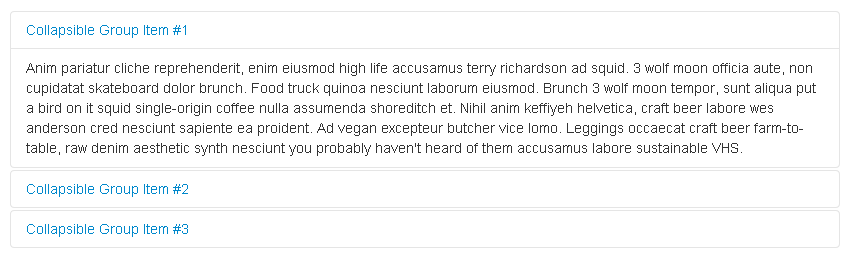 Collapsible Group Item #1
Anim pariatur cliche reprehenderit, enim eiusmod high life accusamus terry richardson ad squid. 3 wolf moon officia aute, non
cupidatat skateboard dolor brunch. Food truck quinoa nesciunt laborum eiusmod. Brunch 3 wolf moon tempor, sunt aliqua put
a bird on it squid single-origin coffee nulla assumenda shoreditch et. Nihil anim keffiyeh helvetica, craft beer labore wes
anderson cred nesciunt sapiente ea proident. Ad vegan excepteur butcher vice lomo. Leggings occaecat craft beer farm-to-
table, raw denim aesthetic synth nesciunt you probably haven't heard of them accusamus labore sustainable VHS.
Collapsible Group Item #2
Collapsible Group Item #3